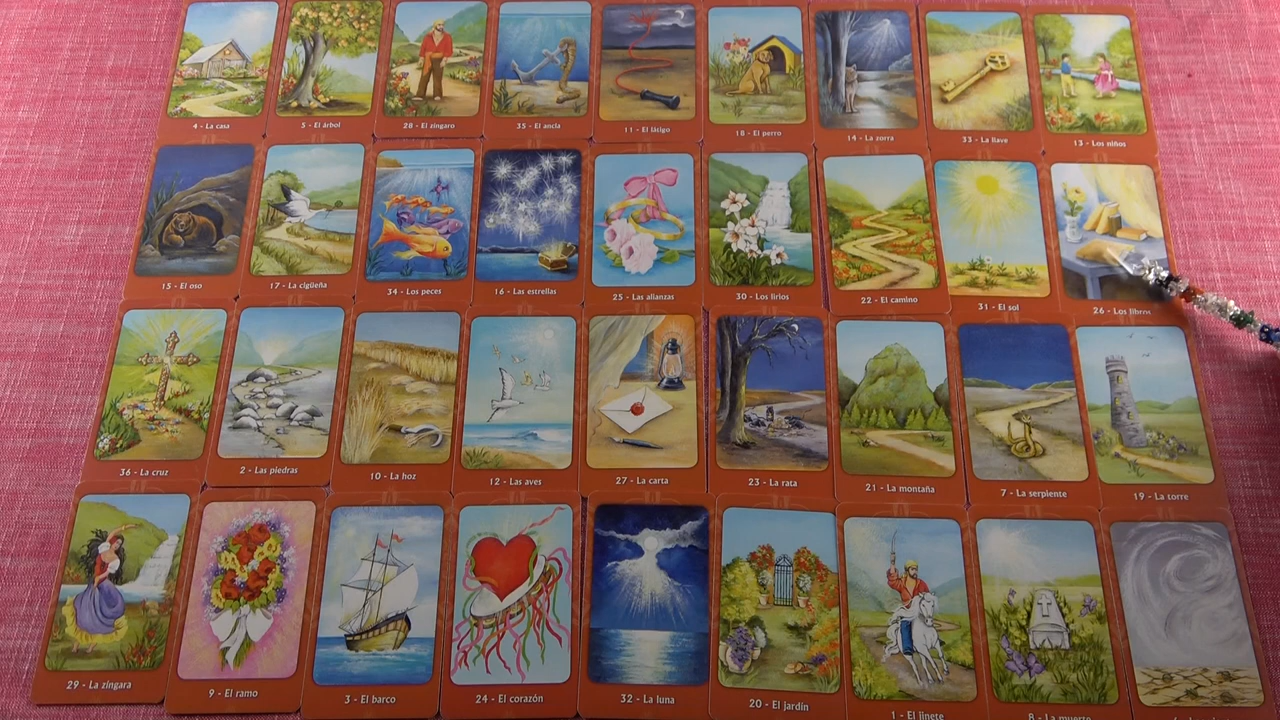 4 - La casa
5 - El árbol
28 - El zíngaro
35 - El ancla
11 - El látigo
18 - El perro
14 - La zorra
33 - La llave
13 - Los niños
15 - El oso
17 - La cigüeña
34 - Los peces
16 - Las estrellas
25 - Las alianzas
30 - Los lirios
22 - El camino
31 - El sol
26 - Los libros
36 - La cruz
2 - Las piedras
10 - La hoz
12 - Las aves
27 - La carta
23 - La rata
21 - La montaña
7 - La serpiente
19 - La torre
29 - La zíngara
9 - El ramo
3 - El barco
24 - El corazón
32 - La luna
20 - El jardín
1 - El jinete
8 - La muerte